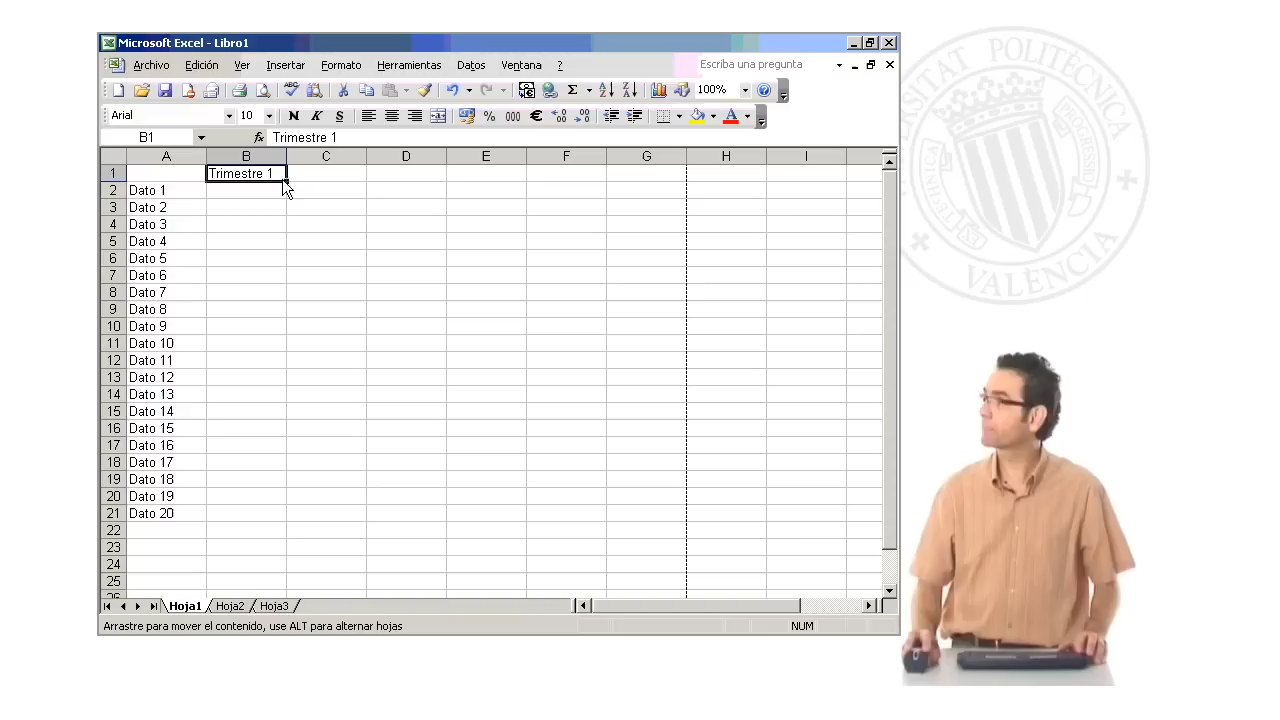 Microsoft Excel - Libro1
Archivo Edición Ver Insertar Formato Herramientas Datos Ventana ? Escriba una pregunta
100%
Arial 10 N K S % 000 €
B1 fx Trimestre 1
A B C D E F G H I
1 Trimestre 1
2 Dato 1
3 Dato 2
4 Dato 3
5 Dato 4
6 Dato 5
7 Dato 6
8 Dato 7
9 Dato 8
10 Dato 9
11 Dato 10
12 Dato 11
13 Dato 12
14 Dato 13
15 Dato 14
16 Dato 15
17 Dato 16
18 Dato 17
19 Dato 18
20 Dato 19
21 Dato 20
22
23
24
25
26
Hoja1 Hoja2 Hoja3
Arrastre para mover el contenido, use ALT para alternar hojas NUM
POLITÈCNICA
VALÈNCIA